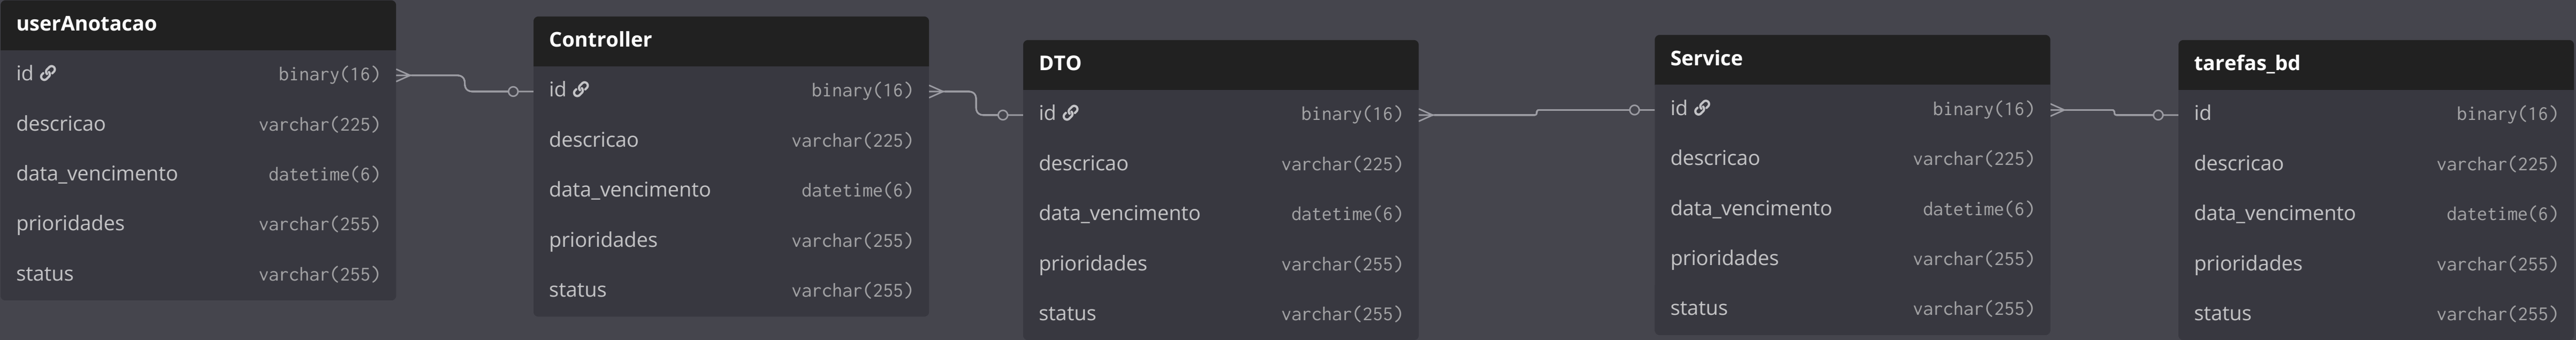 userAnotacao
id binary(16)
descricao varchar(225)
data_vencimento datetime(6)
prioridades varchar(255)
status varchar(255)
Controller
id binary(16)
descricao varchar(225)
data_vencimento datetime(6)
prioridades varchar(255)
status varchar(255)
DTO
id binary(16)
descricao varchar(225)
data_vencimento datetime(6)
prioridades varchar(255)
status varchar(255)
Service
id binary(16)
descricao varchar(225)
data_vencimento datetime(6)
prioridades varchar(255)
status varchar(255)
tarefas_bd
id binary(16)
descricao varchar(225)
data_vencimento datetime(6)
prioridades varchar(255)
status varchar(255)